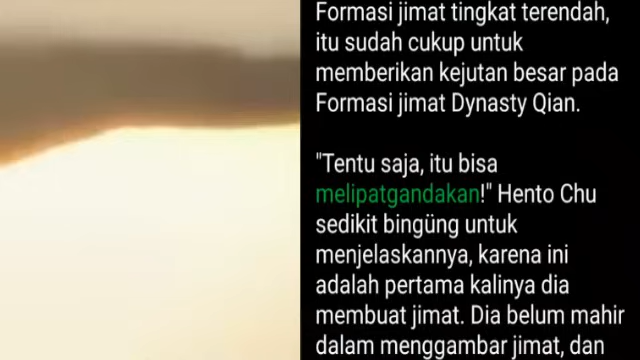 Formasi jimat tingkat terendah,
itu sudah cukup untuk
memberikan kejutan besar pada
Formasi jimat Dynasty Qian.
"Tentu saja, itu bisa
melipatgandakan!" Hento Chu
sedikit bingüng untuk
menjelaskannya, karena ini
adalah pertama kalinya dia
membuat jimat. Dia belum mahir
dalam menggambar jimat, dan